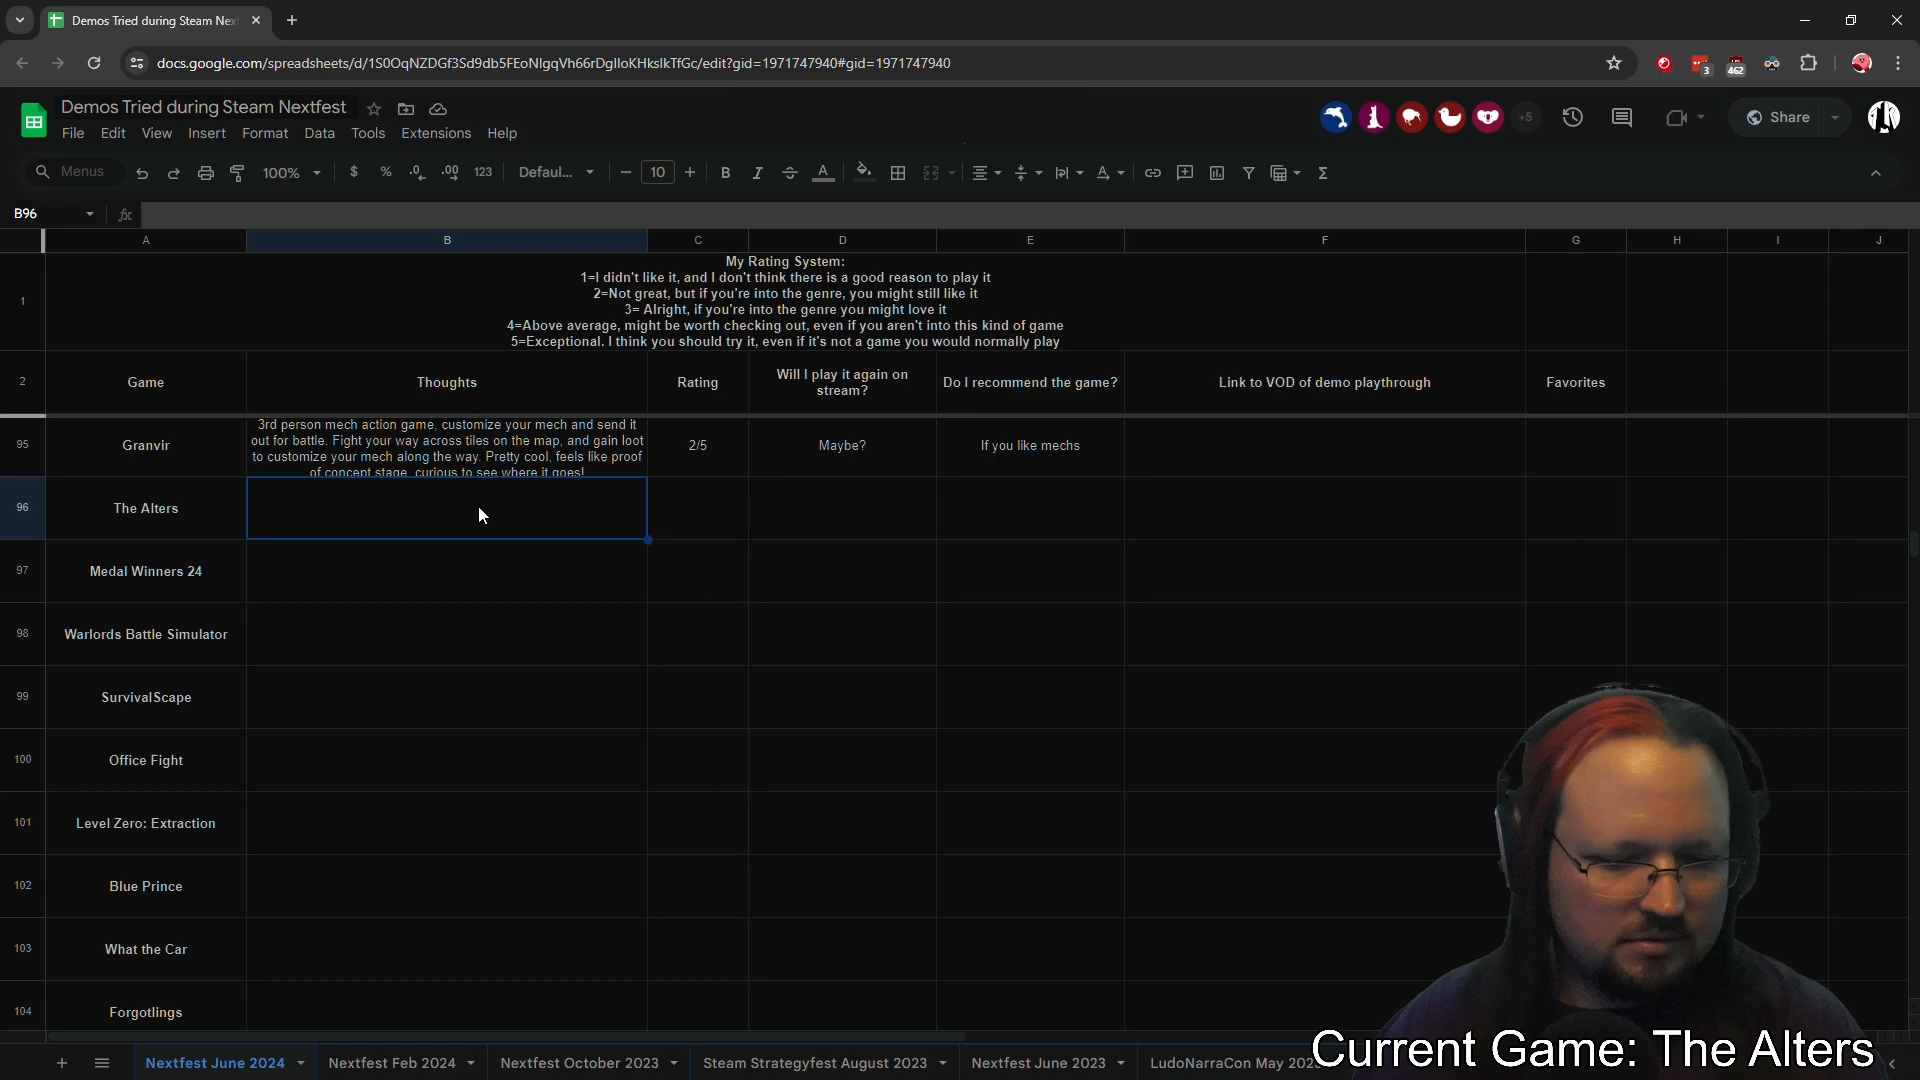 Demos Tried during Steam Nex
docs.google.com/spreadsheets/d/1S0OqNZDGf3Sd9db5FEoNlgqVh66rDglloKHkslkTfGc/edit?gid=1971747940#gid=1971747940
3
462
Demos Tried during Steam Nextfest
File Edit View Insert Format Data Tools Extensions Help
+5
Share
Menus
100%
$ % .0 .00 123
Defaul...
10
B I A
Σ
B96
fx
A B C D E F G H I J
1
My Rating System:
1=I didn't like it, and I don't think there is a good reason to play it
2=Not great, but if you're into the genre, you might still like it
3= Alright, if you're into the genre you might love it
4=Above average, might be worth checking out, even if you aren't into this kind of game
5=Exceptional. I think you should try it, even if it's not a game you would normally play
2
Game
Thoughts
Rating
Will I play it again on
stream?
Do I recommend the game?
Link to VOD of demo playthrough
Favorites
95
Granvir
3rd person mech action game, customize your mech and send it
out for battle. Fight your way across tiles on the map, and gain loot
to customize your mech along the way. Pretty cool, feels like proof
of concept stage, curious to see where it goes!
2/5
Maybe?
If you like mechs
96 The Alters
97 Medal Winners 24
98 Warlords Battle Simulator
99 SurvivalScape
100 Office Fight
101 Level Zero: Extraction
102 Blue Prince
103 What the Car
104 Forgotlings
Nextfest June 2024
Nextfest Feb 2024
Nextfest October 2023
Steam Strategyfest August 2023
Nextfest June 2023
LudoNarraCon May 202
Current Game: The Alters